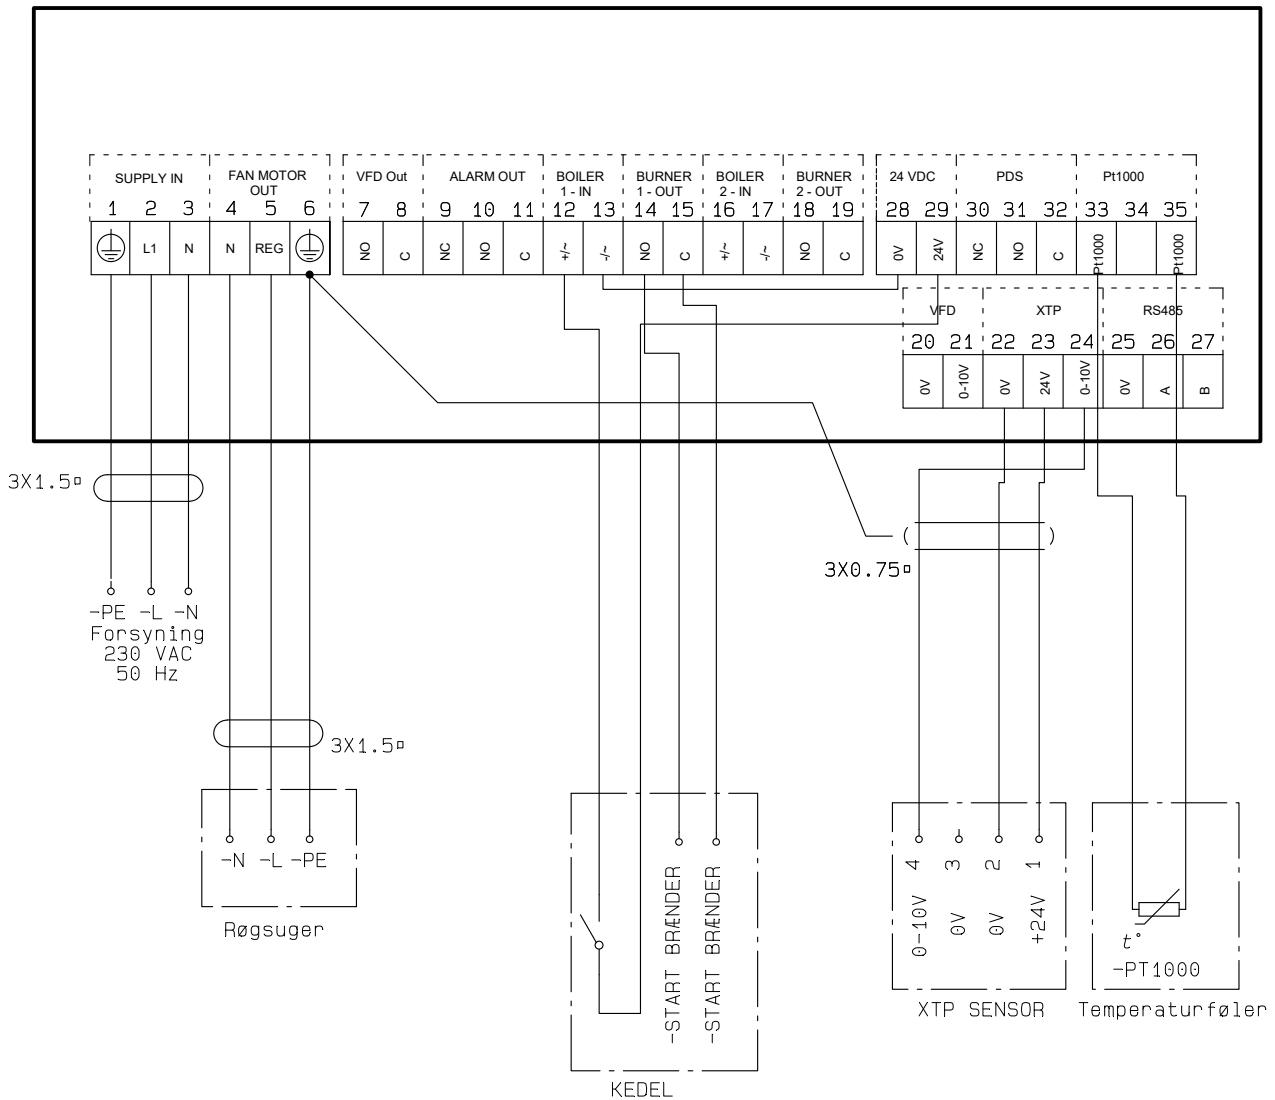 SUPPLY IN FAN MOTOR OUT VFD Out ALARM OUT BOILER 1 - IN BURNER 1 - OUT BOILER 2 - IN BURNER 2 - OUT 24 VDC PDS Pt1000
1 2 3 4 5 6 7 8 9 10 11 12 13 14 15 16 17 18 19 28 29 30 31 32 33 34 35
L1 N N REG NO C NC NO C +/~ -/~ NO C +/~ -/~ NO C 0V 24V NC NO C Pt1000 Pt1000
VFD XTP RS485
20 21 22 23 24 25 26 27
0V 0-10V 0V 24V 0-10V 0V A B
3X1.5▫
3X0.75▫
-PE -L -N
Forsyning
230 VAC
50 Hz
3X1.5▫
-N -L -PE
Røgsuger
-START BRÆNDER
-START BRÆNDER
KEDEL
4 3 2 1
0-10V 0V 0V +24V
XTP SENSOR
t°
-PT1000
Temperaturføler